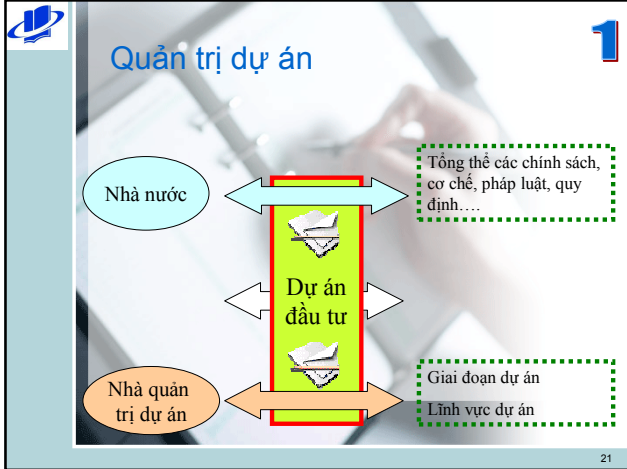 Quản trị dự án
1
Nhà nước
Tổng thể các chính sách,
cơ chế, pháp luật, quy
định….
Dự án
đầu tư
Nhà quản
trị dự án
Giai đoạn dự án
Lĩnh vực dự án
21